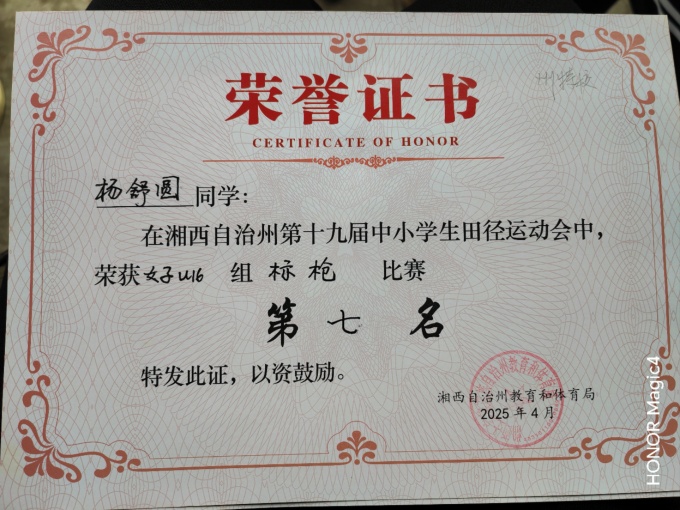 荣誉证书
州特校
CERTIFICATE OF HONOR
杨舒圆同学:
在湘西自治州第十九届中小学生田径运动会中，
荣获女子U16 组 标枪 比赛
第七名
特发此证，以资鼓励。
湘西自治州教育和体育局
2025年4月
HONOR Magic4